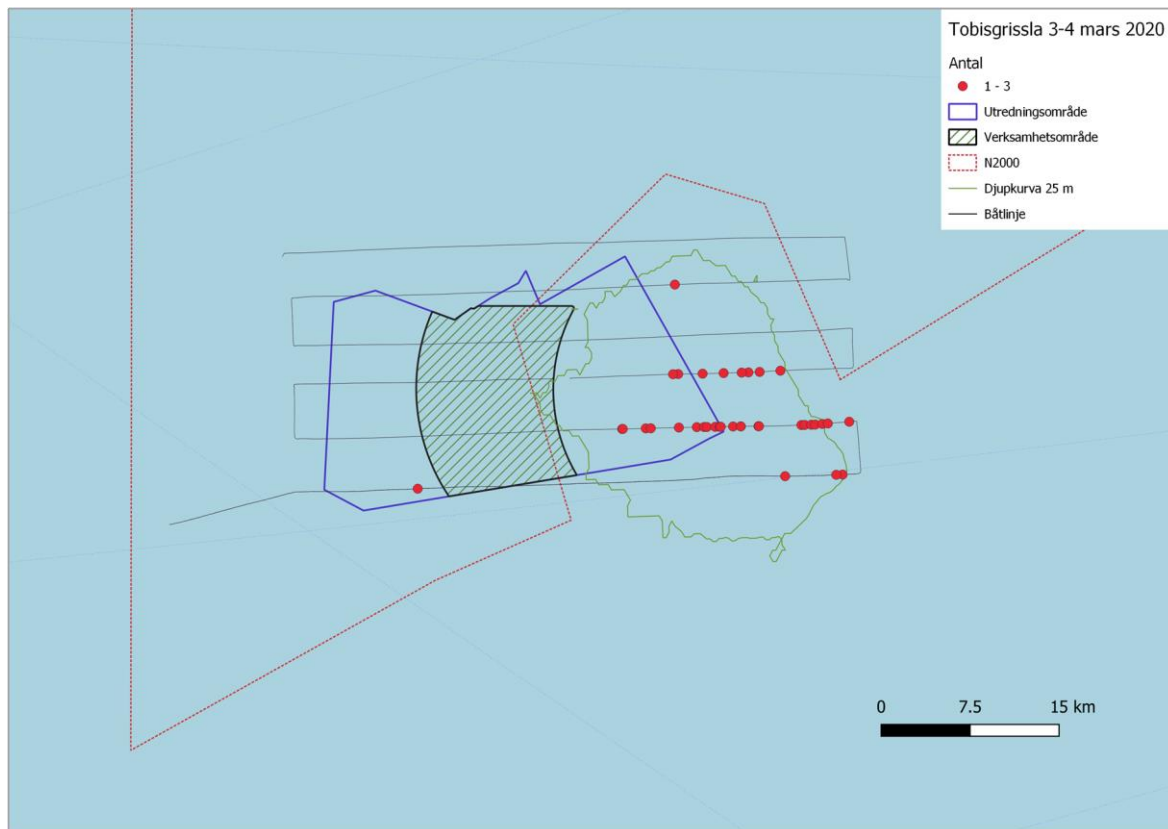 Tobisgrissla 3-4 mars 2020
Antal
1 - 3
Utredningsområde
Verksamhetsområde
N2000
Djupkurva 25 m
Båtlinje
0 7.5 15 km